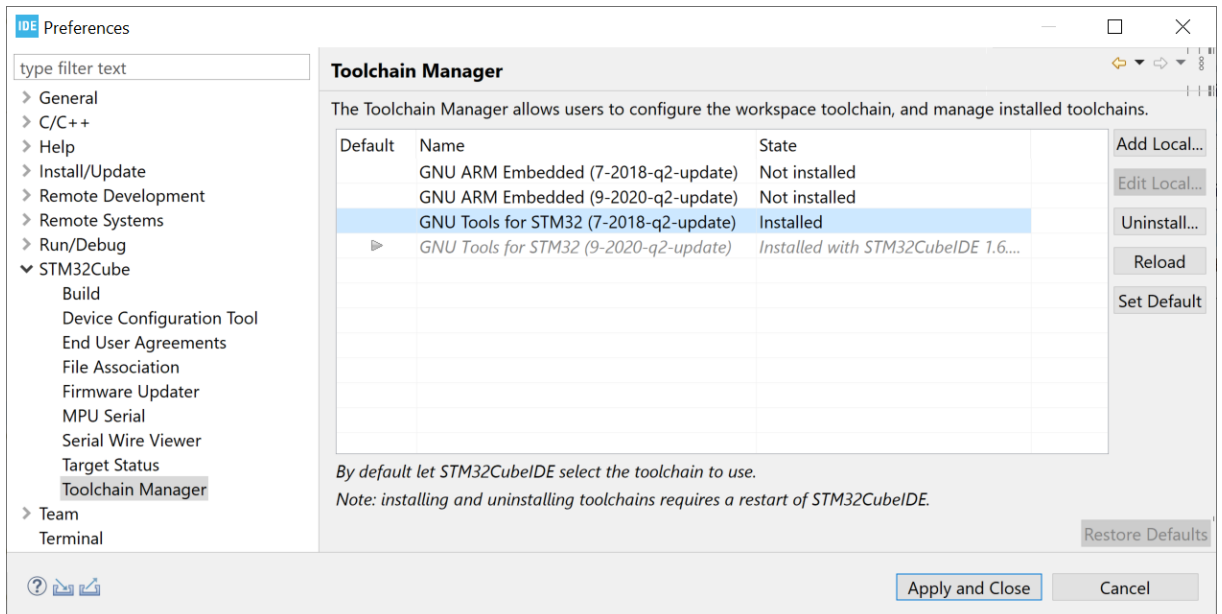 IDE Preferences
type filter text
General
C/C++
Help
Install/Update
Remote Development
Remote Systems
Run/Debug
STM32Cube
Build
Device Configuration Tool
End User Agreements
File Association
Firmware Updater
MPU Serial
Serial Wire Viewer
Target Status
Toolchain Manager
Team
Terminal
Toolchain Manager
The Toolchain Manager allows users to configure the workspace toolchain, and manage installed toolchains.
Default Name State
GNU ARM Embedded (7-2018-q2-update) Not installed
GNU ARM Embedded (9-2020-q2-update) Not installed
GNU Tools for STM32 (7-2018-q2-update) Installed
GNU Tools for STM32 (9-2020-q2-update) Installed with STM32CubeIDE 1.6....
Add Local...
Edit Local...
Uninstall...
Reload
Set Default
By default let STM32CubeIDE select the toolchain to use.
Note: installing and uninstalling toolchains requires a restart of STM32CubeIDE.
Restore Defaults
?
Apply and Close Cancel